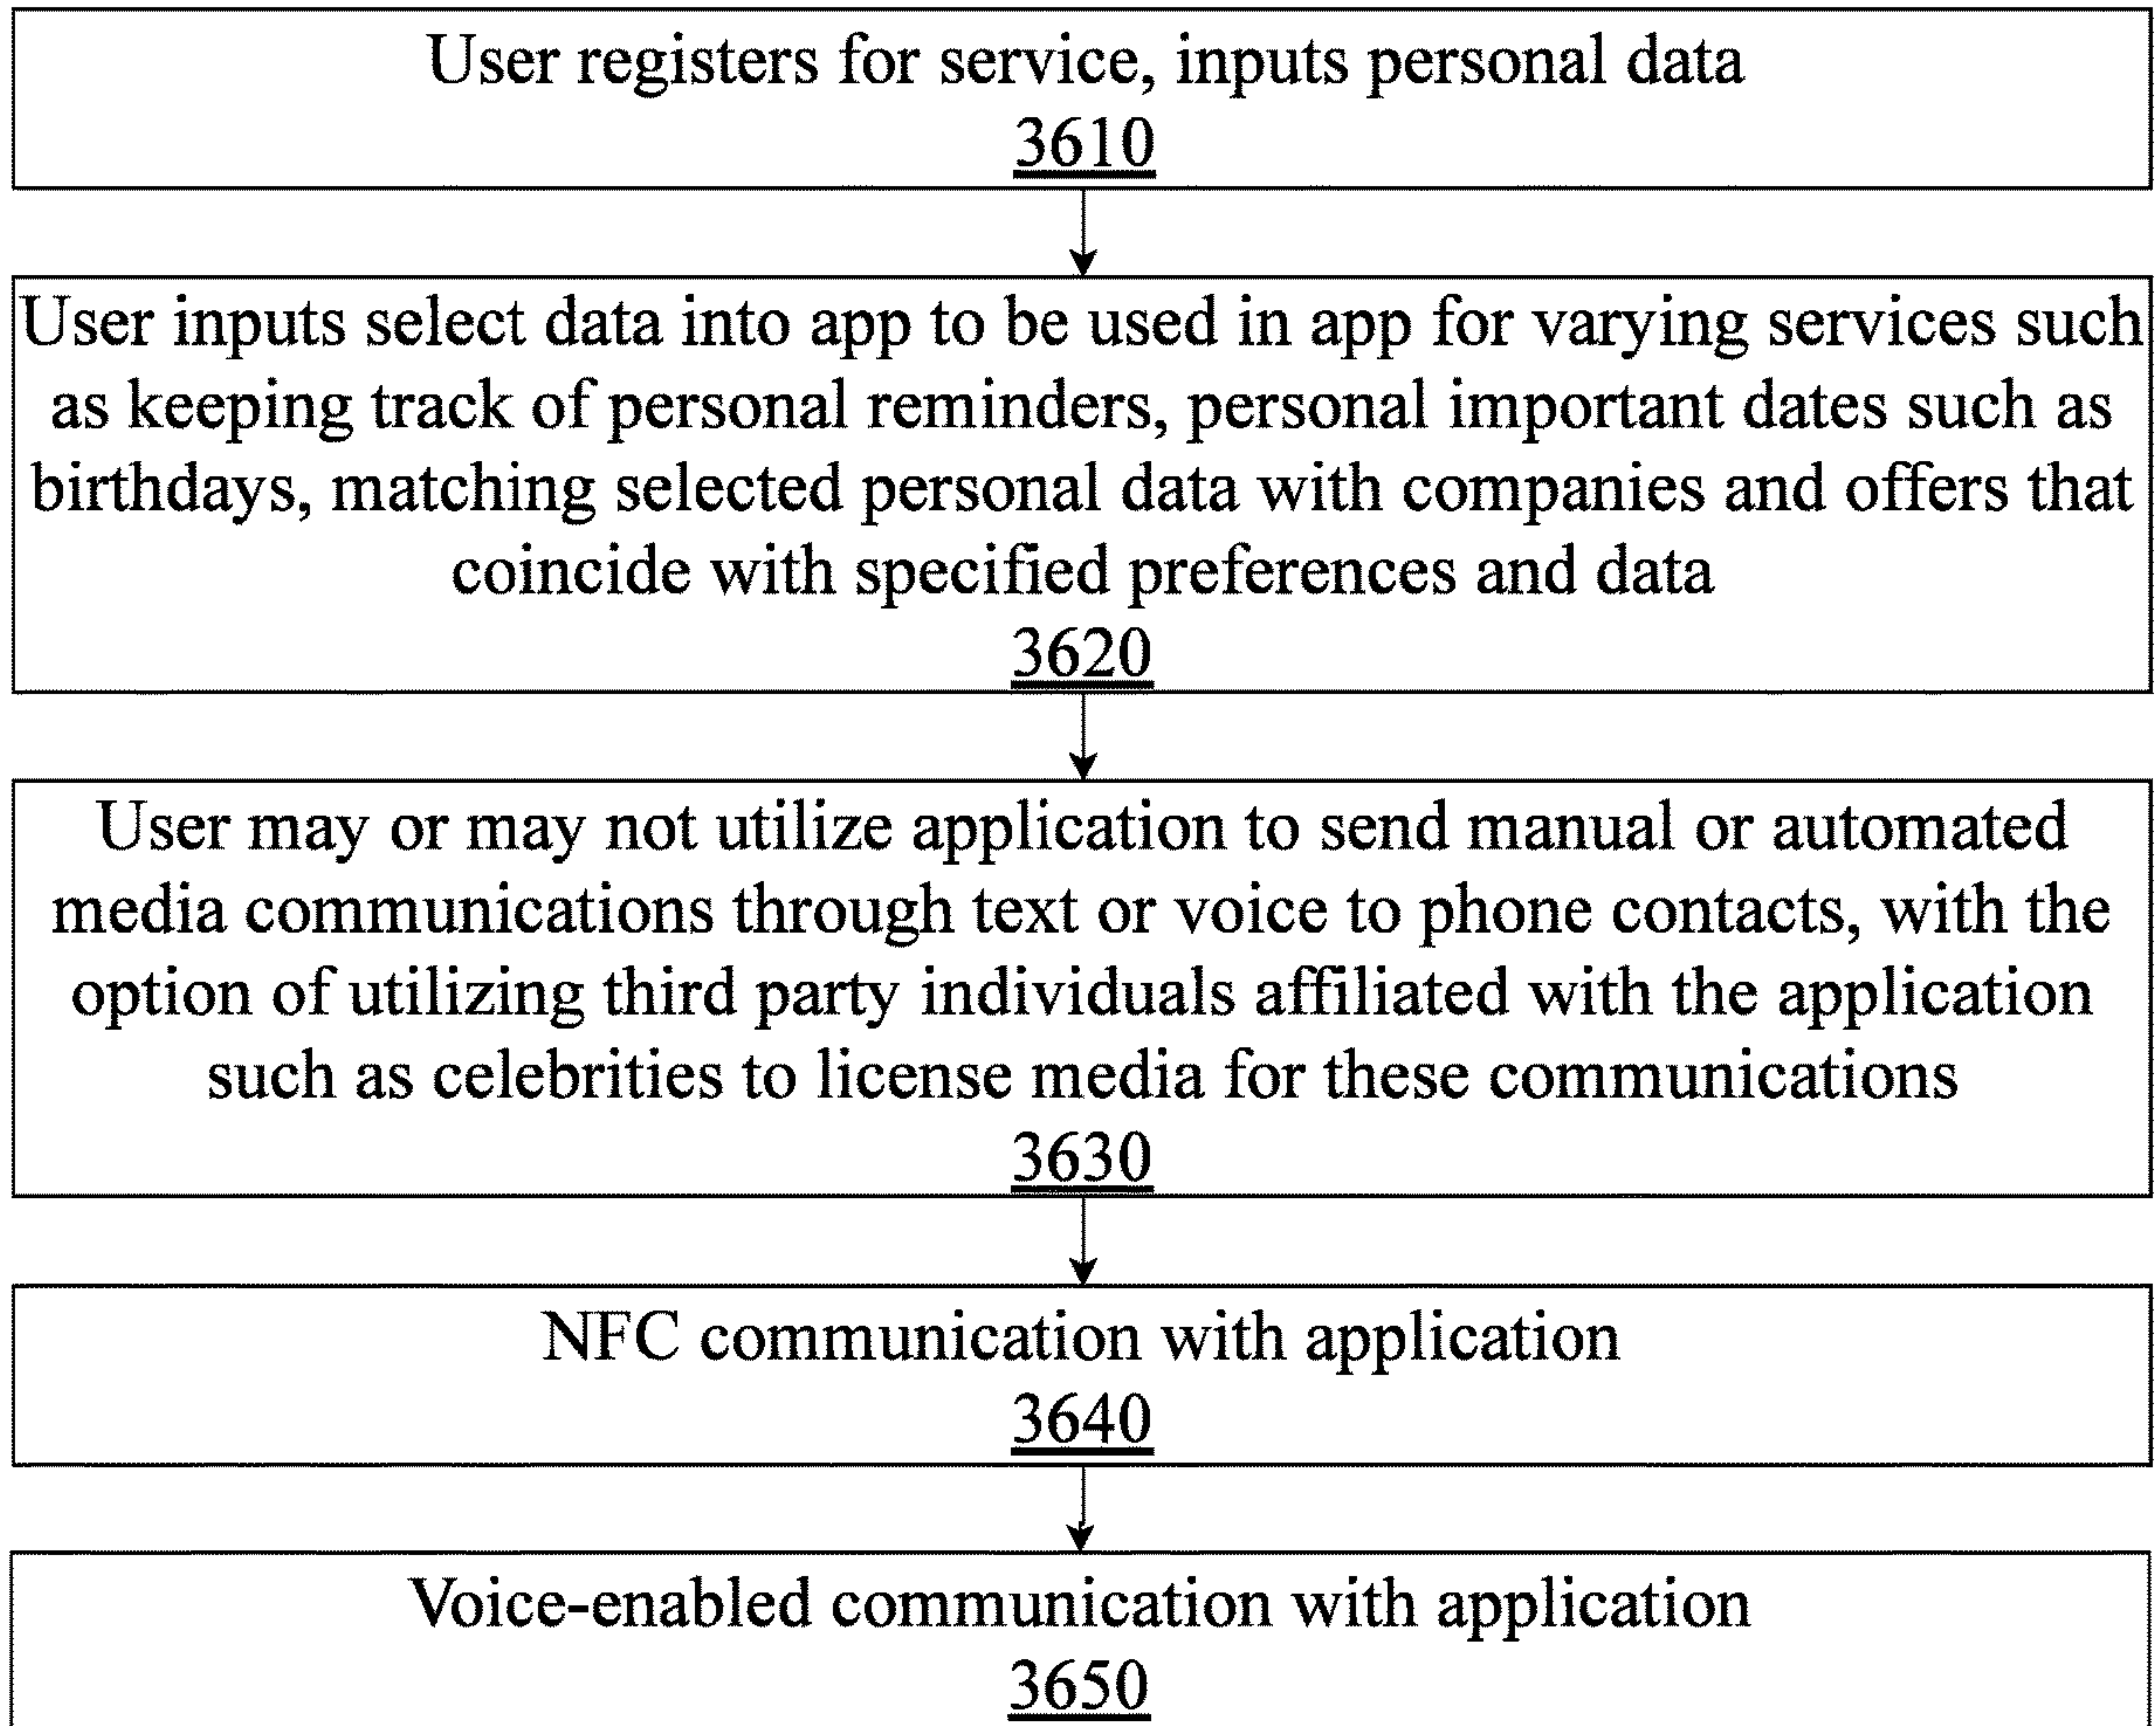 User registers for service, inputs personal data
3610
User inputs select data into app to be used in app for varying services such
as keeping track of personal reminders, personal important dates such as
birthdays, matching selected personal data with companies and offers that
coincide with specified preferences and data
3620
User may or may not utilize application to send manual or automated
media communications through text or voice to phone contacts, with the
option of utilizing third party individuals affiliated with the application
such as celebrities to license media for these communications
3630
NFC communication with application
3640
Voice-enabled communication with application
3650